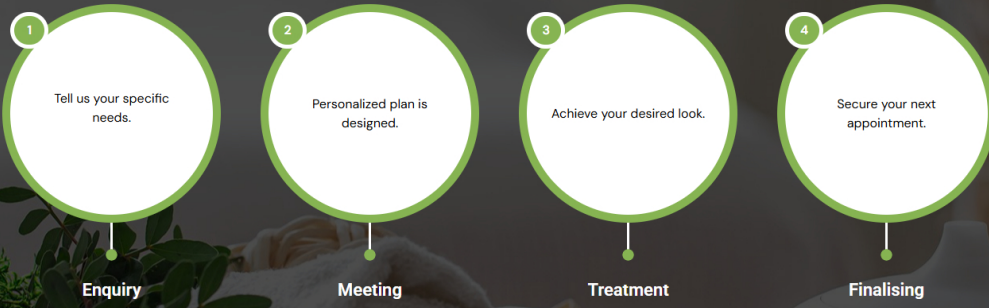 1
Tell us your specific
needs.
Enquiry
2
Personalized plan is
designed.
Meeting
3
Achieve your desired look.
Treatment
4
Secure your next
appointment.
Finalising